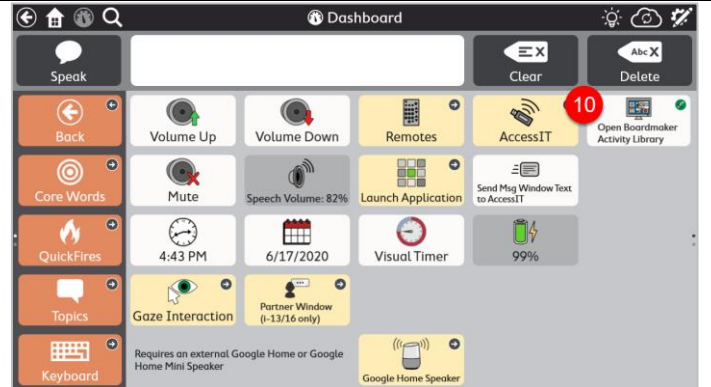 Dashboard
Speak
Clear
Abc X
Delete
Back
Volume Up
Volume Down
Remotes
AccessIT
10
Open Boardmaker
Activity Library
Core Words
Mute
Speech Volume: 82%
Launch Application
Send Msg Window Text
to AccessIT
QuickFires
4:43 PM
6/17/2020
Visual Timer
99%
Topics
Gaze Interaction
Partner Window
(i-13/16 only)
Keyboard
Requires an external Google Home or Google
Home Mini Speaker
Google Home Speaker